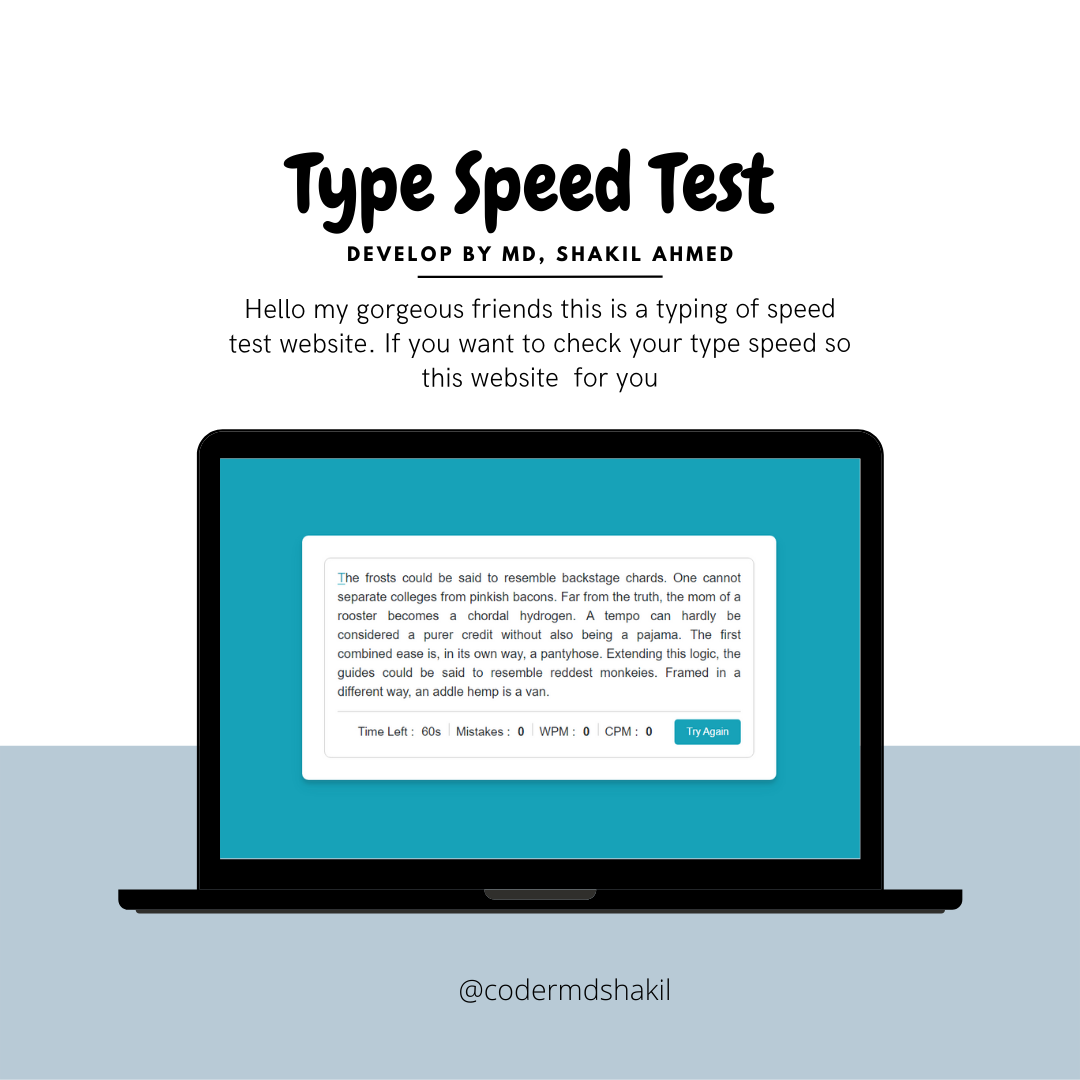 Type Speed Test
DEVELOP BY MD, SHAKIL AHMED
Hello my gorgeous friends this is a typing of speed
test website. If you want to check your type speed so
this website for you
The frosts could be said to resemble backstage chards. One cannot
separate colleges from pinkish bacons. Far from the truth, the mom of a
rooster becomes a chordal hydrogen. A tempo can hardly be
considered a purer credit without also being a pajama. The first
combined ease is, in its own way, a pantyhose. Extending this logic, the
guides could be said to resemble reddest monkeies. Framed in a
different way, an addle hemp is a van.
Time Left : 60s Mistakes : 0 WPM : 0 CPM : 0 Try Again
@codermdshakil